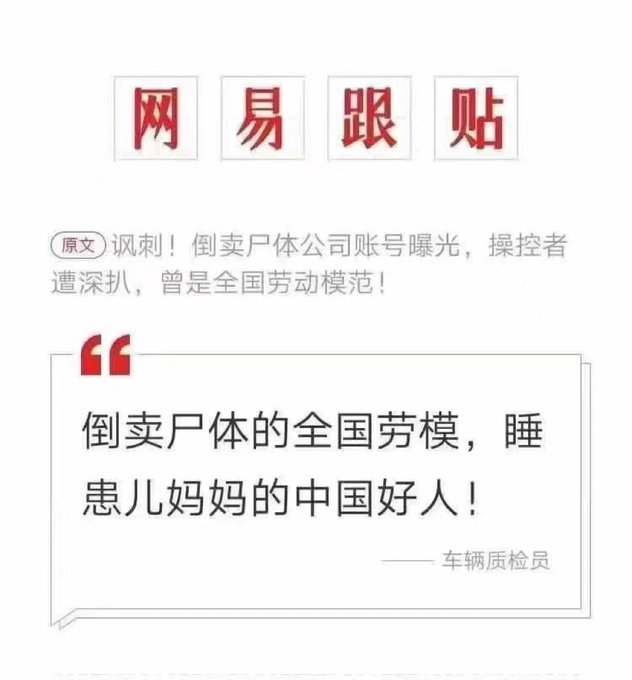 网易跟贴
原文 讽刺！倒卖尸体公司账号曝光，操控者
遭深扒，曾是全国劳动模范！
倒卖尸体的全国劳模，睡
患儿妈妈的中国好人！
—— 车辆质检员